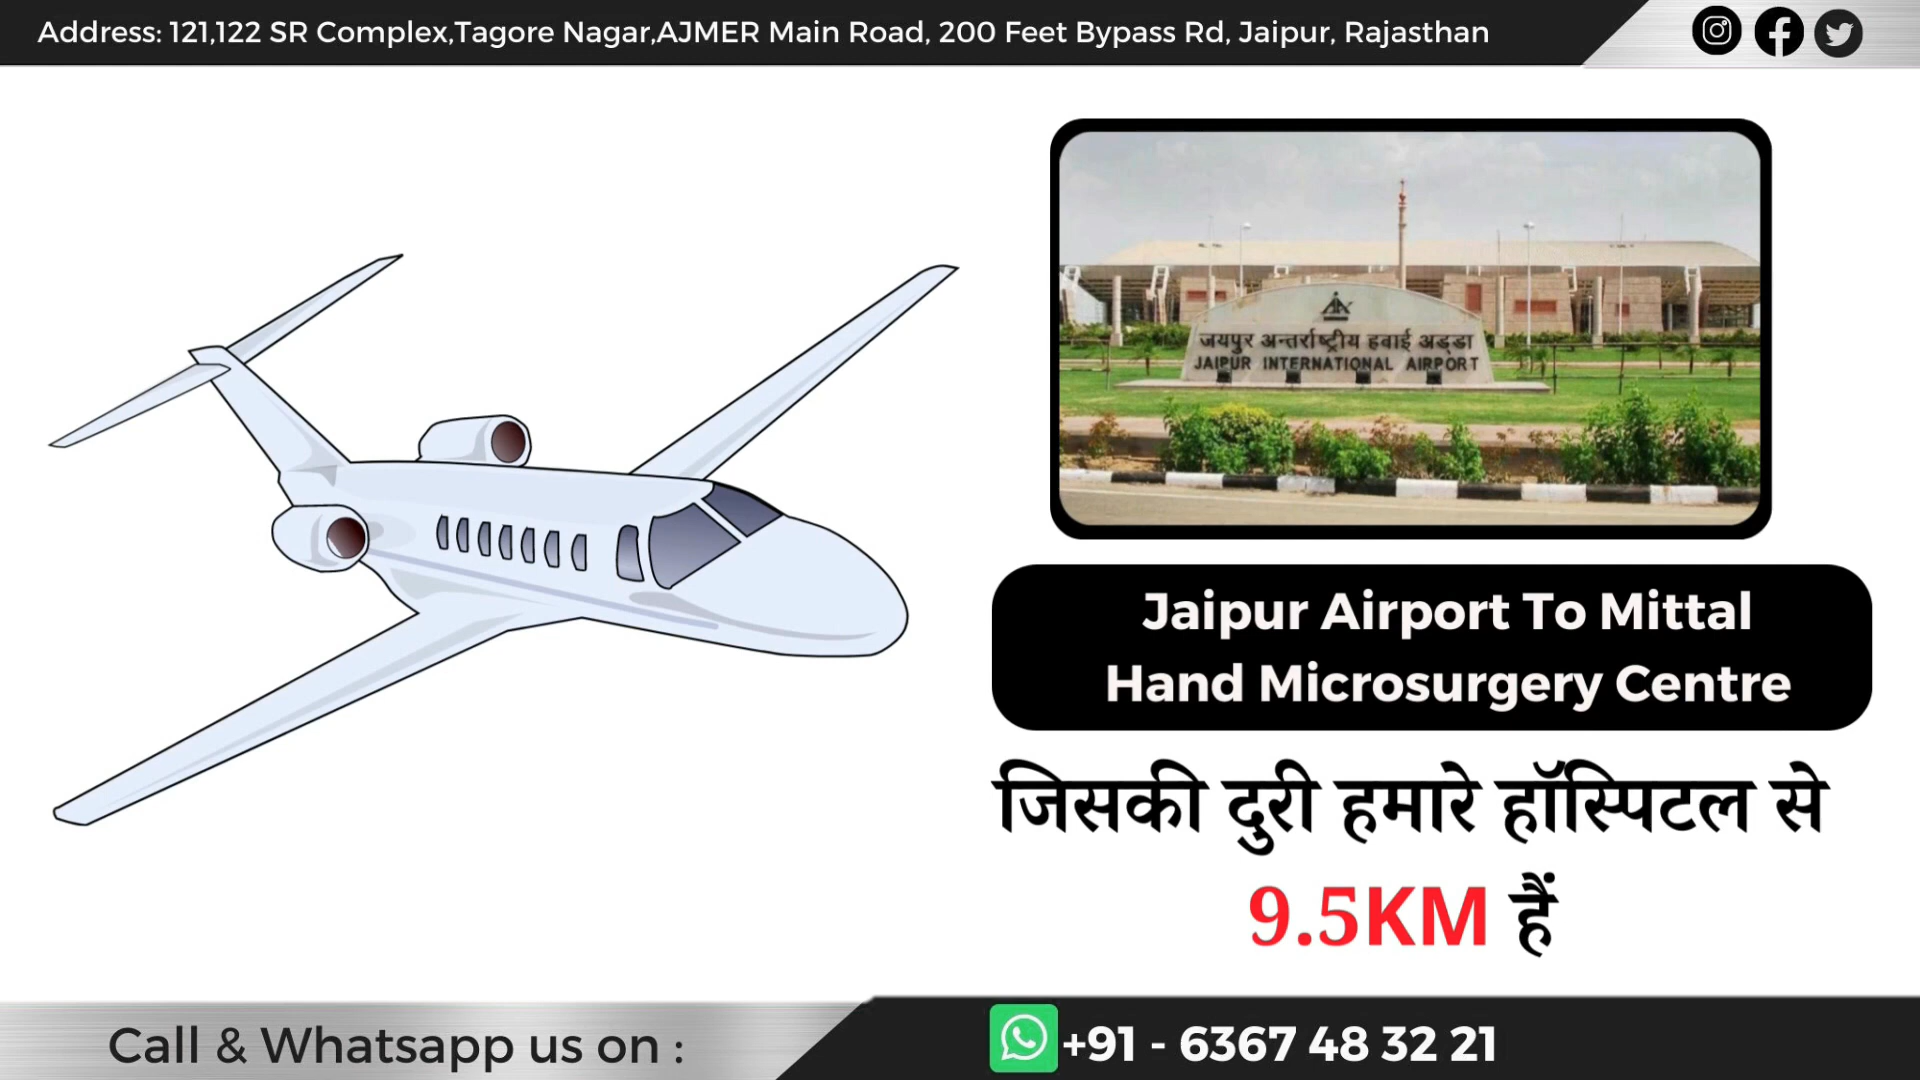 Address: 121,122 SR Complex,Tagore Nagar,AJMER Main Road, 200 Feet Bypass Rd, Jaipur, Rajasthan
जयपुर अन्तर्राष्ट्रीय हवाई अड्डा
JAIPUR INTERNATIONAL AIRPORT
Jaipur Airport To Mittal
Hand Microsurgery Centre
जिसकी दुरी हमारे हॉस्पिटल से
9.5KM हैं
Call & Whatsapp us on :
+91 - 6367 48 32 21